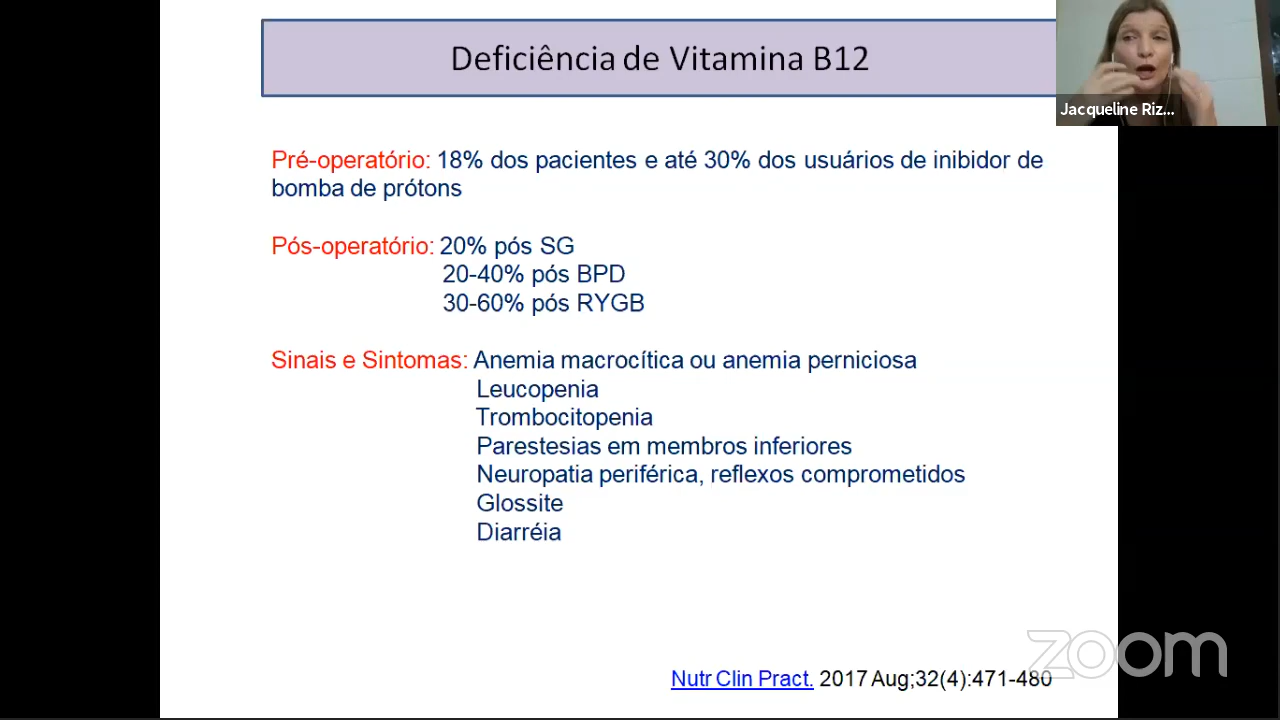 Deficiência de Vitamina B12
Jacqueline Riz...
Pré-operatório: 18% dos pacientes e até 30% dos usuários de inibidor de
bomba de prótons
Pós-operatório: 20% pós SG
20-40% pós BPD
30-60% pós RYGB
Sinais e Sintomas: Anemia macrocítica ou anemia perniciosa
Leucopenia
Trombocitopenia
Parestesias em membros inferiores
Neuropatia periférica, reflexos comprometidos
Glossite
Diarréia
zoom
Nutr Clin Pract. 2017 Aug;32(4):471-480